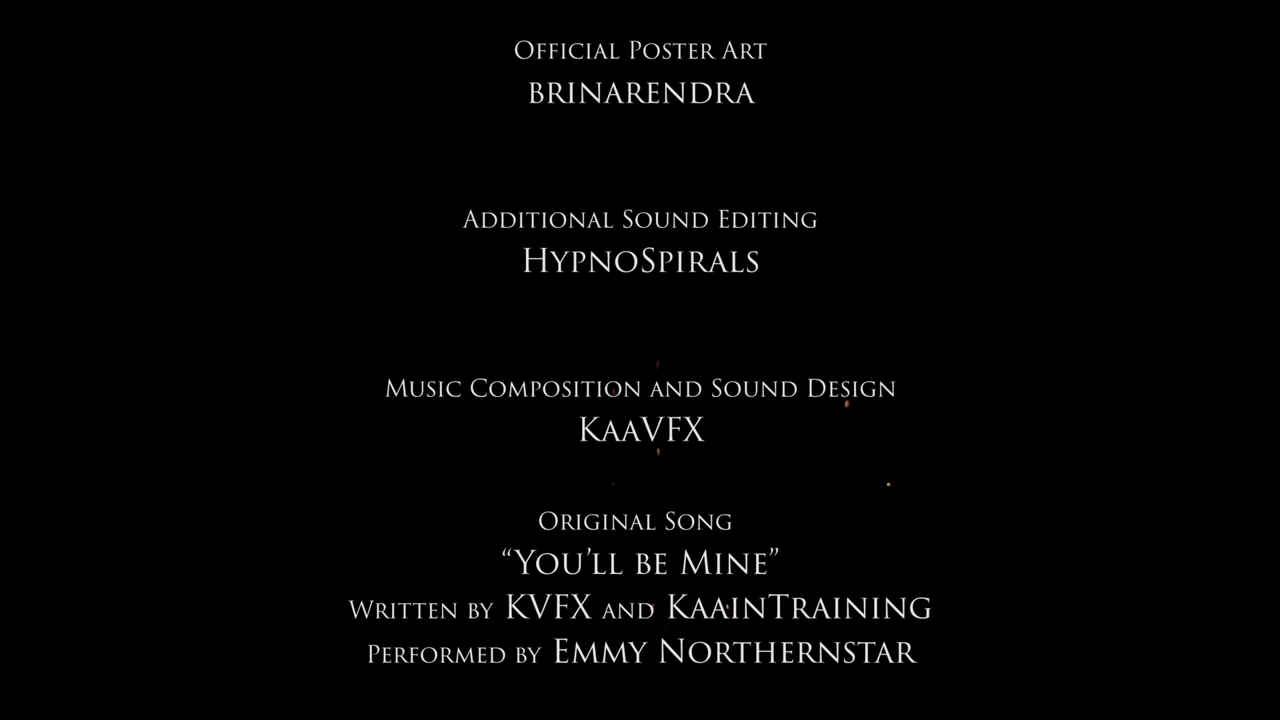 Official Poster Art
brinarendra
Additional Sound Editing
HypnoSpirals
Music Composition and Sound Design
KaaVFX
Original Song
“You’ll be Mine”
Written by KVFX and KaainTraining
Performed by Emmy Northernstar